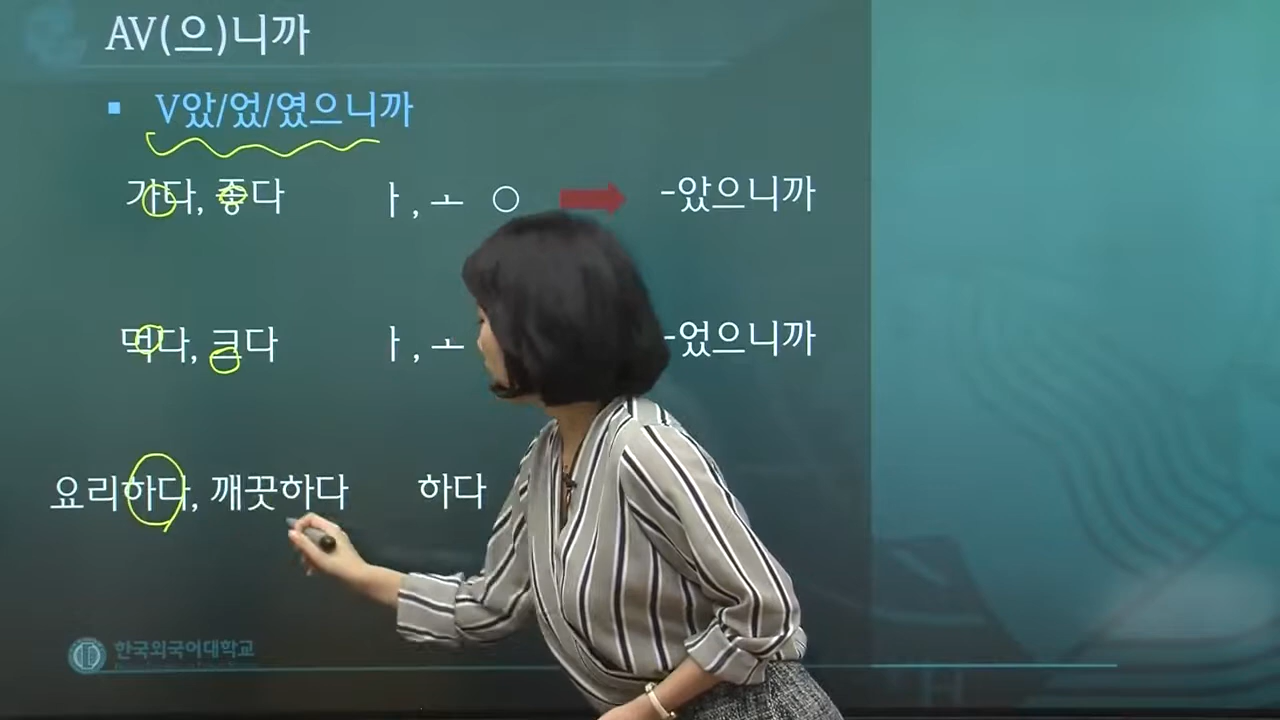 AV(으)니까
▪ V았/었/였으니까
가다, 좋다 ㅏ,ㅗ ○ -았으니까
먹다, 크다 ㅏ,ㅗ -었으니까
요리하다, 깨끗하다 하다
한국외국어대학교